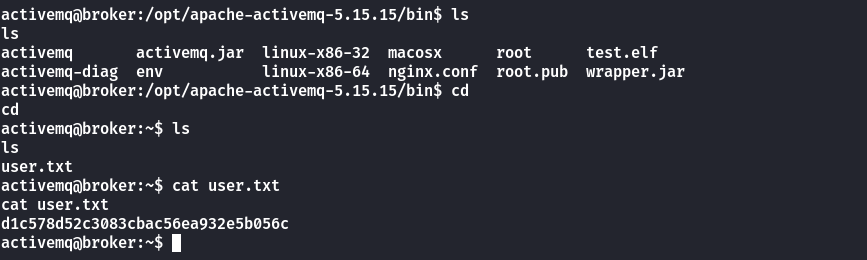 activemq@broker:/opt/apache-activemq-5.15.15/bin$ ls
ls
activemq       activemq.jar  linux-x86-32  macosx      root      test.elf
activemq-diag  env           linux-x86-64  nginx.conf  root.pub  wrapper.jar
activemq@broker:/opt/apache-activemq-5.15.15/bin$ cd
cd
activemq@broker:~$ ls
ls
user.txt
activemq@broker:~$ cat user.txt
cat user.txt
d1c578d52c3083cbac56ea932e5b056c
activemq@broker:~$